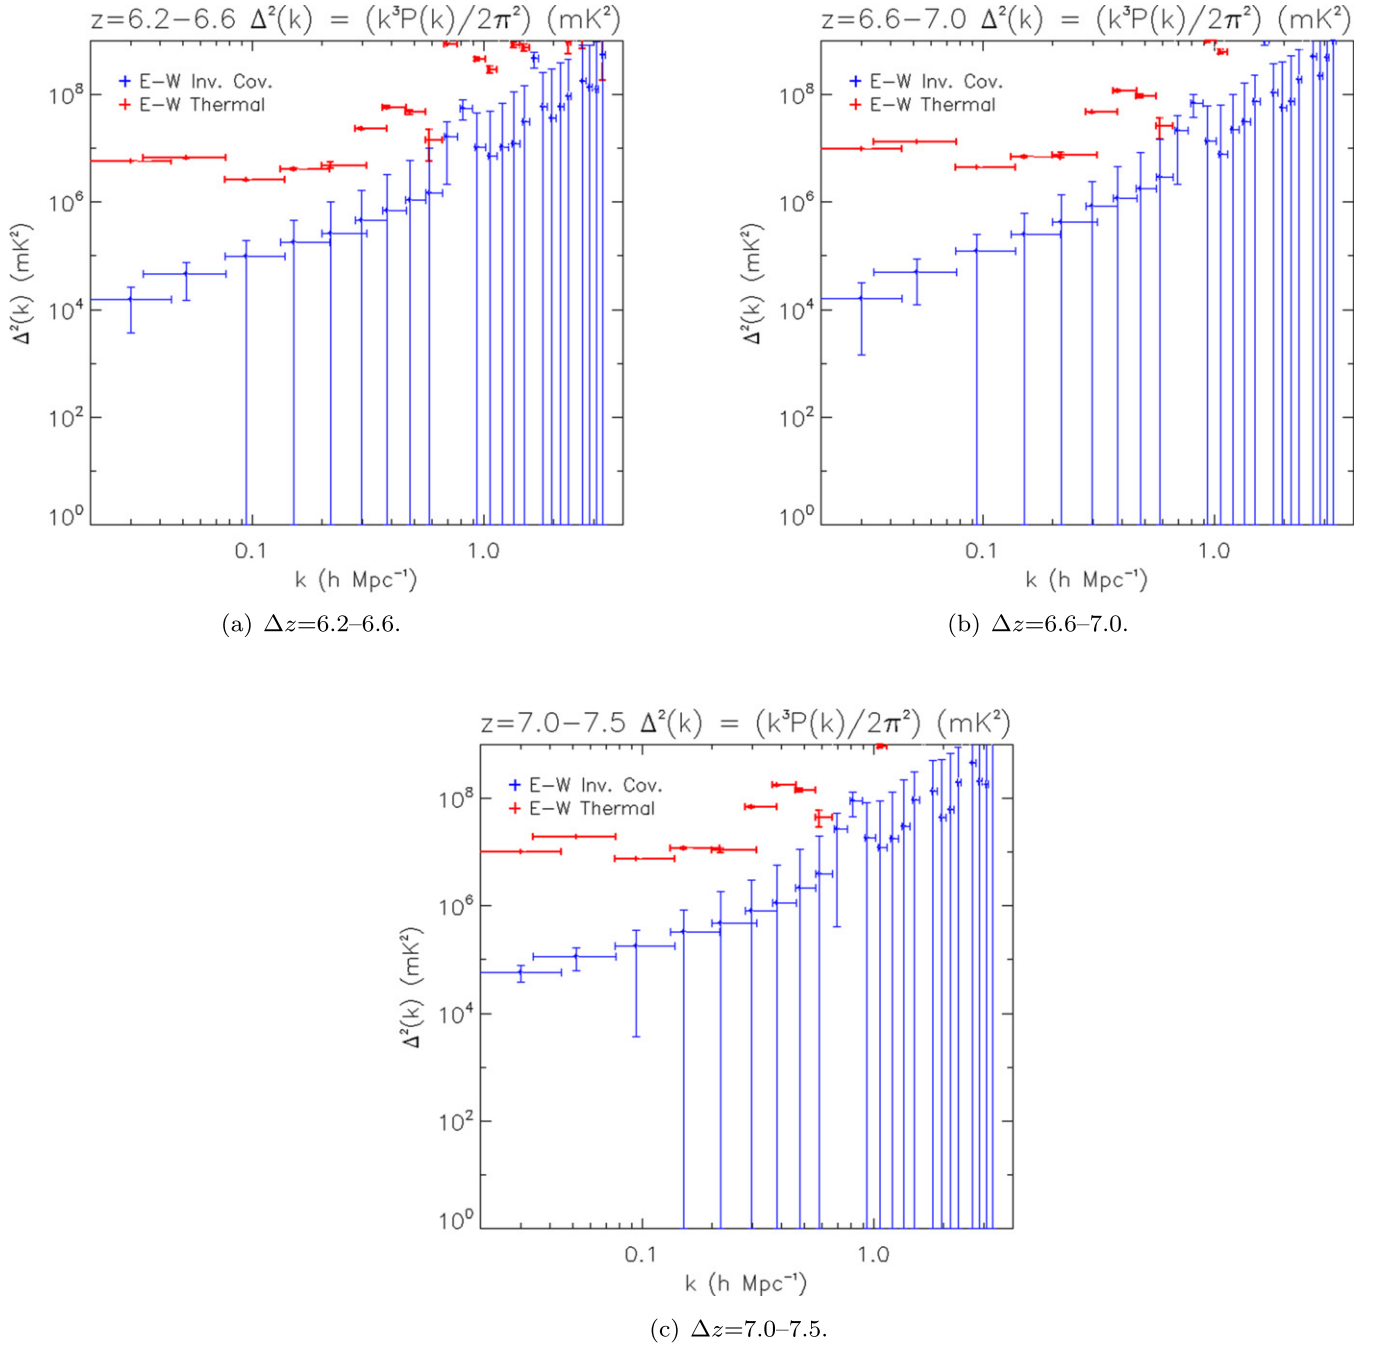 z=6.2−6.6 Δ²(k) = (k³P(k)/2π²) (mK²)
E−W Inv. Cov.
E−W Thermal
10⁸
10⁶
10⁴
10²
10⁰
Δ²(k) (mK²)
0.1
1.0
k (h Mpc⁻¹)
(a) Δz=6.2–6.6.
z=6.6−7.0 Δ²(k) = (k³P(k)/2π²) (mK²)
E−W Inv. Cov.
E−W Thermal
10⁸
10⁶
10⁴
10²
10⁰
Δ²(k) (mK²)
0.1
1.0
k (h Mpc⁻¹)
(b) Δz=6.6–7.0.
z=7.0−7.5 Δ²(k) = (k³P(k)/2π²) (mK²)
E−W Inv. Cov.
E−W Thermal
10⁸
10⁶
10⁴
10²
10⁰
Δ²(k) (mK²)
0.1
1.0
k (h Mpc⁻¹)
(c) Δz=7.0–7.5.